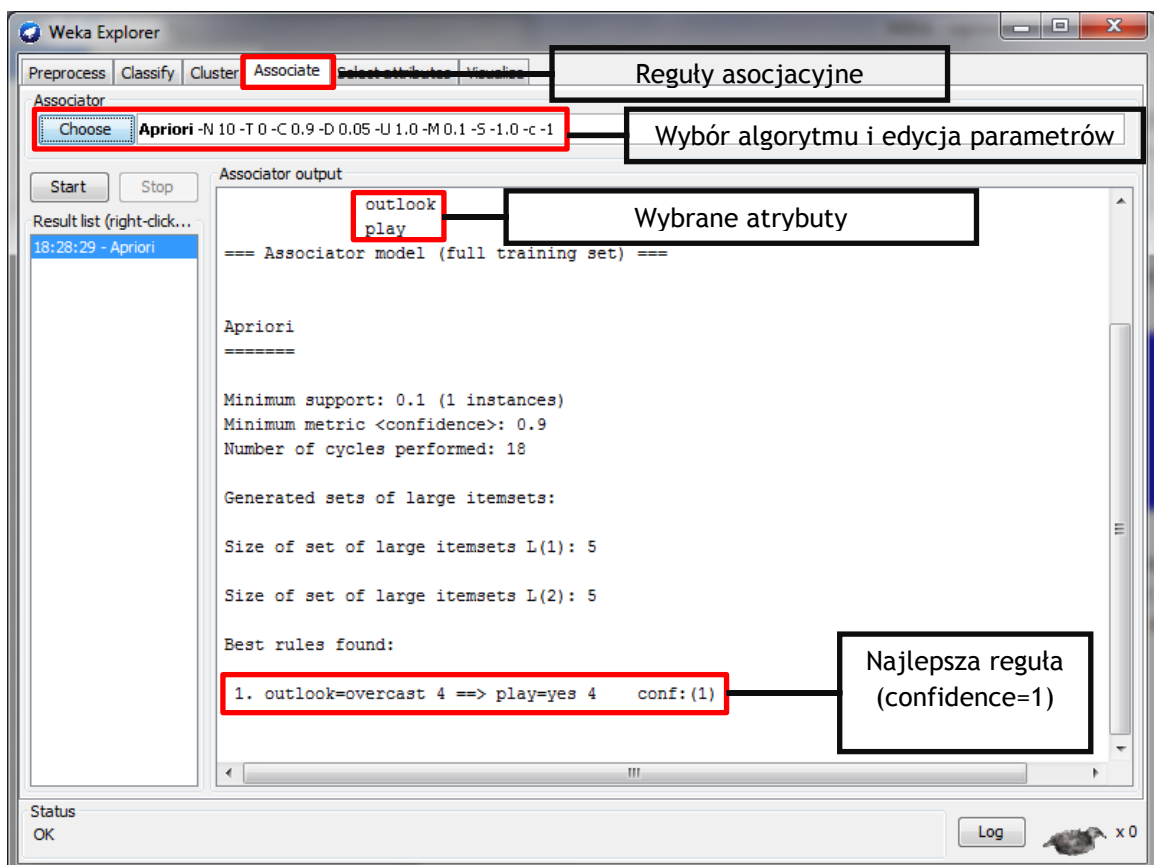 Weka Explorer
Preprocess Classify Cluster Associate Select attributes Visualize
Reguły asocjacyjne
Associator
Choose Apriori -N 10 -T 0 -C 0.9 -D 0.05 -U 1.0 -M 0.1 -S -1.0 -c -1
Wybór algorytmu i edycja parametrów
Start Stop
Associator output
Result list (right-click...
18:28:29 - Apriori
outlook
play
Wybrane atrybuty
=== Associator model (full training set) ===
Apriori
=======
Minimum support: 0.1 (1 instances)
Minimum metric <confidence>: 0.9
Number of cycles performed: 18
Generated sets of large itemsets:
Size of set of large itemsets L(1): 5
Size of set of large itemsets L(2): 5
Best rules found:
1. outlook=overcast 4 ==> play=yes 4 conf:(1)
Najlepsza reguła
(confidence=1)
Status
OK
Log
x 0